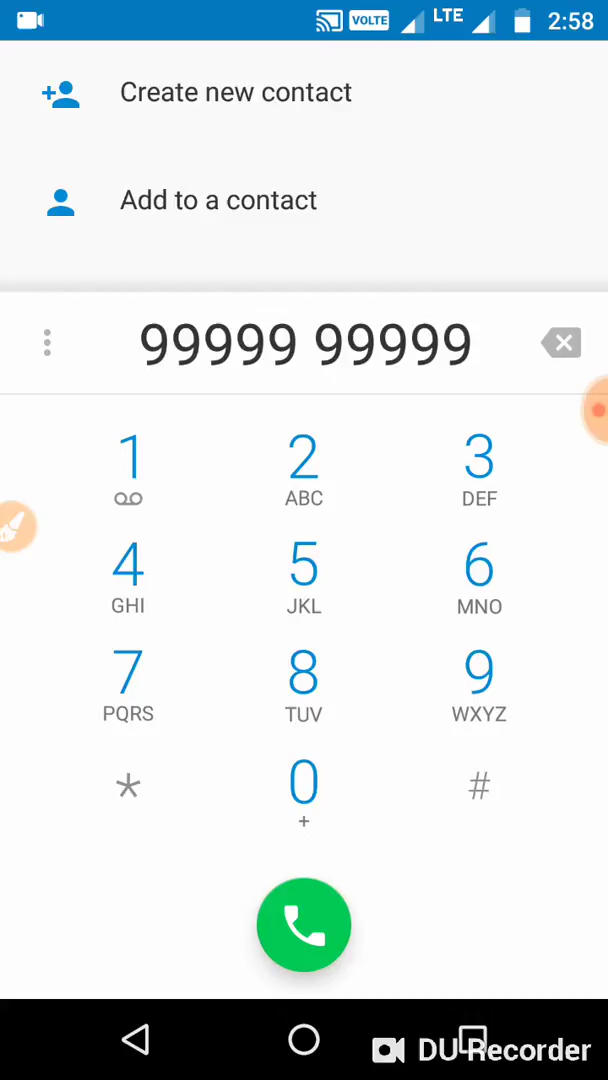 VOLTE LTE 2:58
Create new contact
Add to a contact
99999 99999
1 2 3
ABC DEF
4 5 6
GHI JKL MNO
7 8 9
PQRS TUV WXYZ
* 0 #
+
DU Recorder